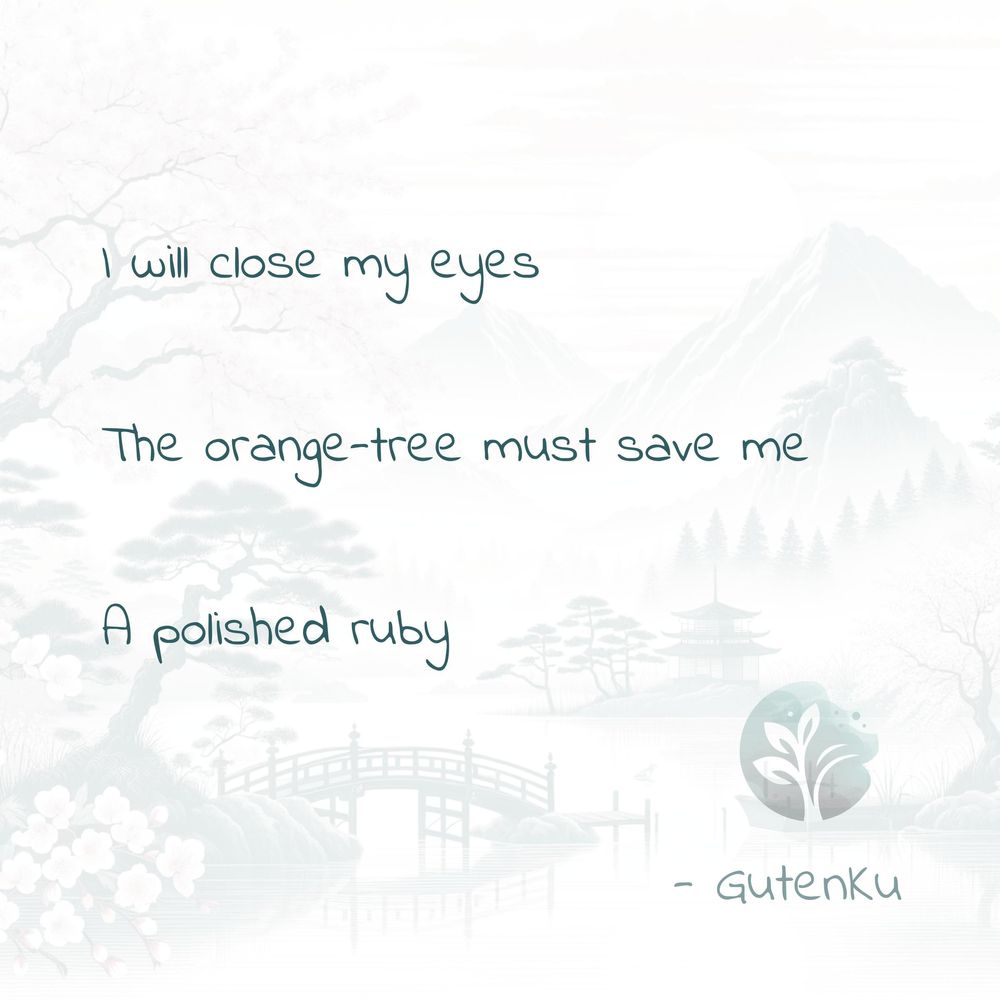 I will close my eyes
The orange-tree must save me
A polished ruby
- GutenKu